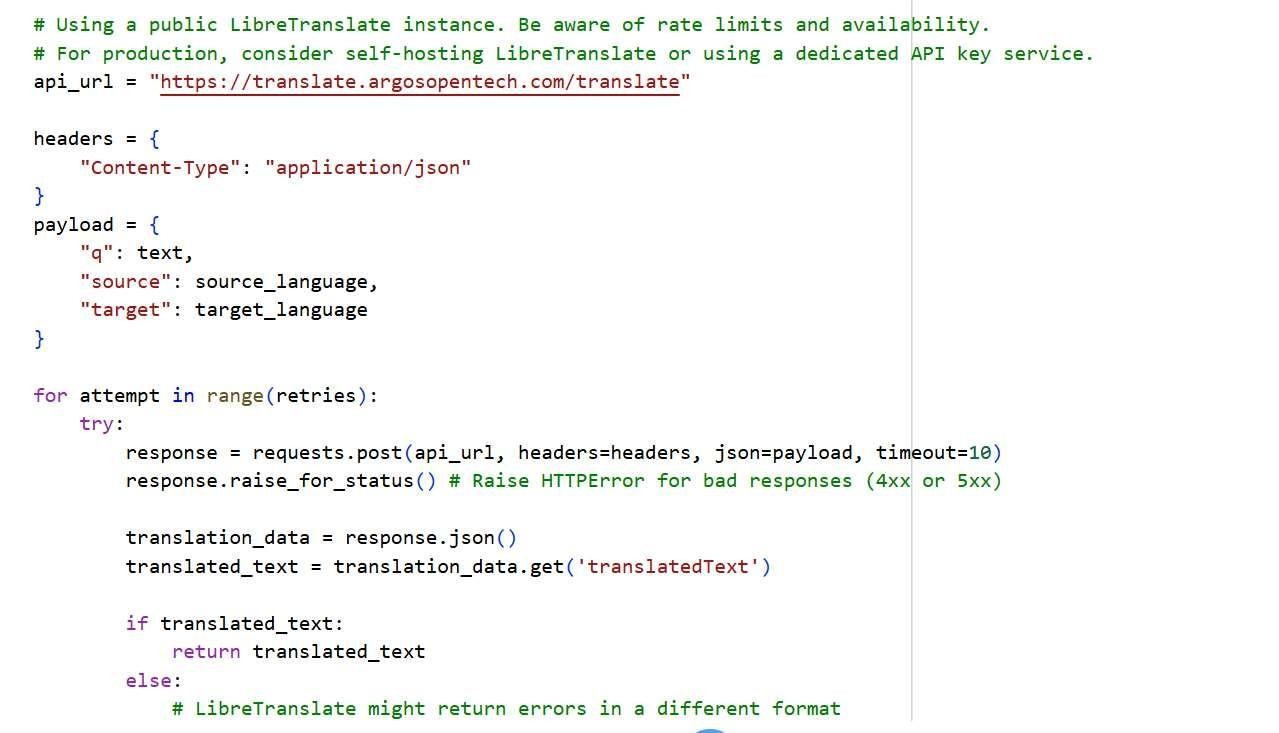 # Using a public LibreTranslate instance. Be aware of rate limits and availability.
# For production, consider self-hosting LibreTranslate or using a dedicated API key service.
api_url = "https://translate.argosopentech.com/translate"

headers = {
    "Content-Type": "application/json"
}
payload = {
    "q": text,
    "source": source_language,
    "target": target_language
}

for attempt in range(retries):
    try:
        response = requests.post(api_url, headers=headers, json=payload, timeout=10)
        response.raise_for_status() # Raise HTTPError for bad responses (4xx or 5xx)

        translation_data = response.json()
        translated_text = translation_data.get('translatedText')

        if translated_text:
            return translated_text
        else:
            # LibreTranslate might return errors in a different format